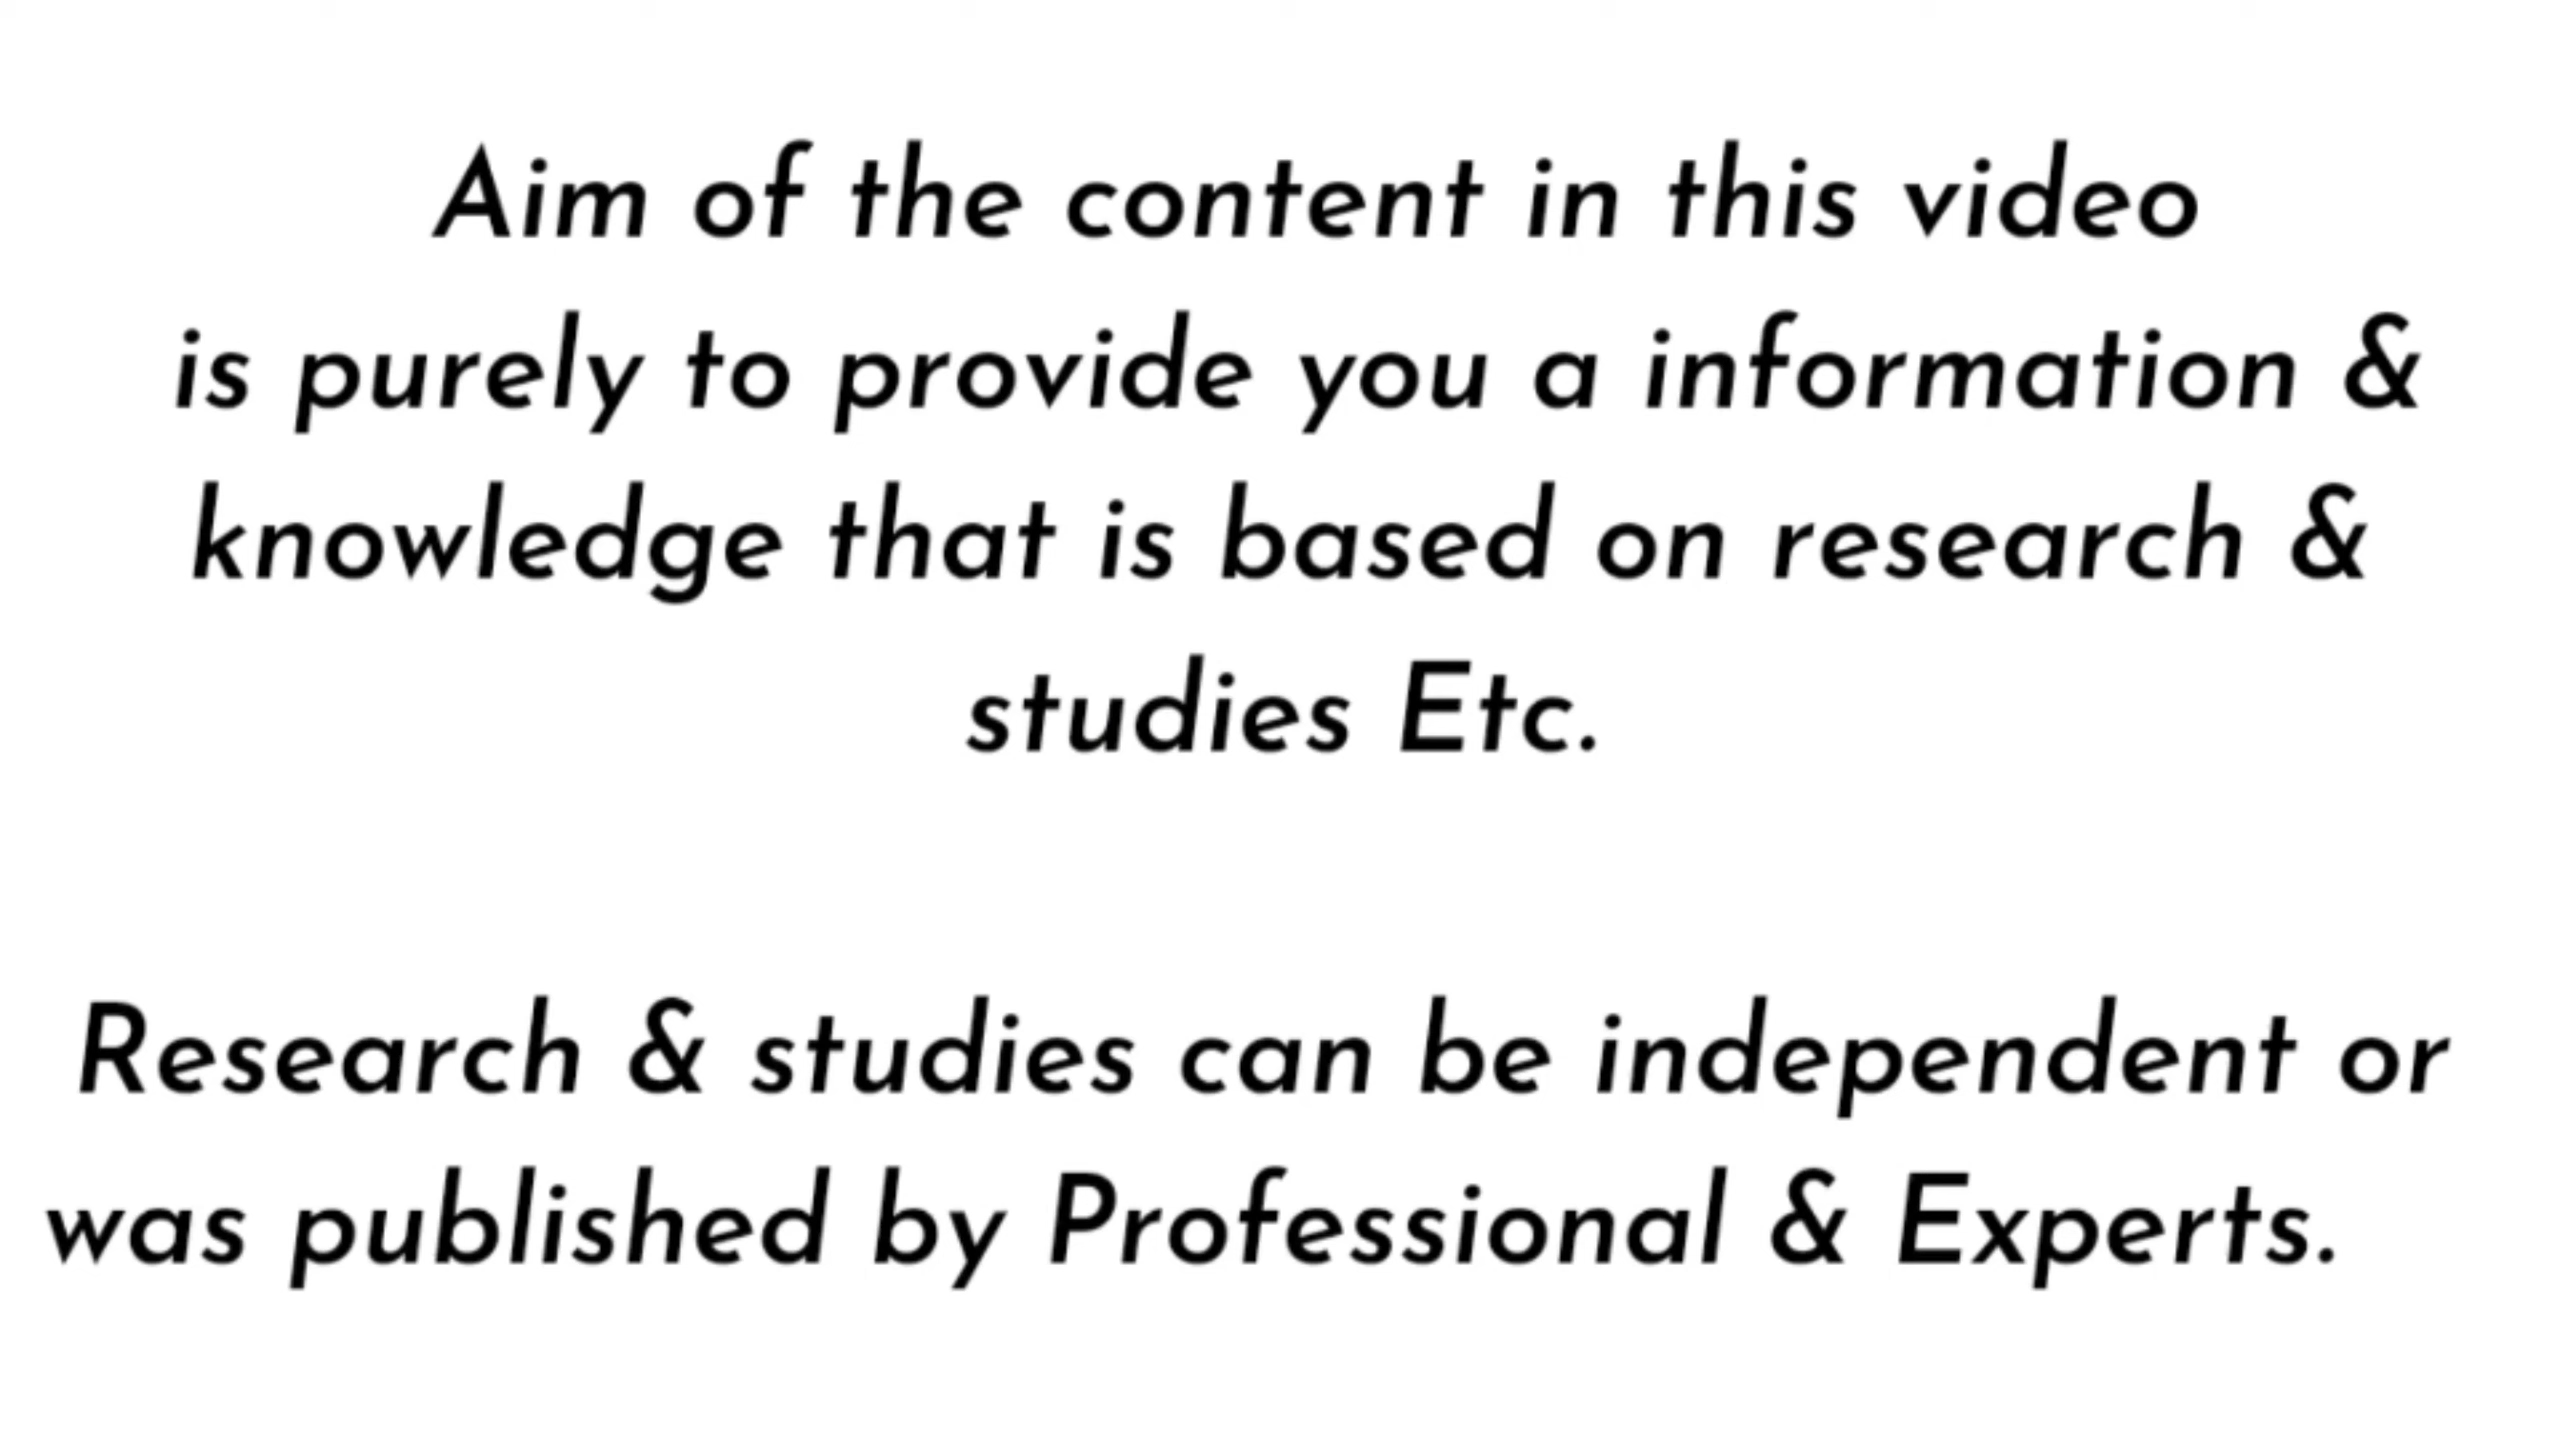 Aim of the content in this video
is purely to provide you a information &
knowledge that is based on research &
studies Etc.
Research & studies can be independent or
was published by Professional & Experts.